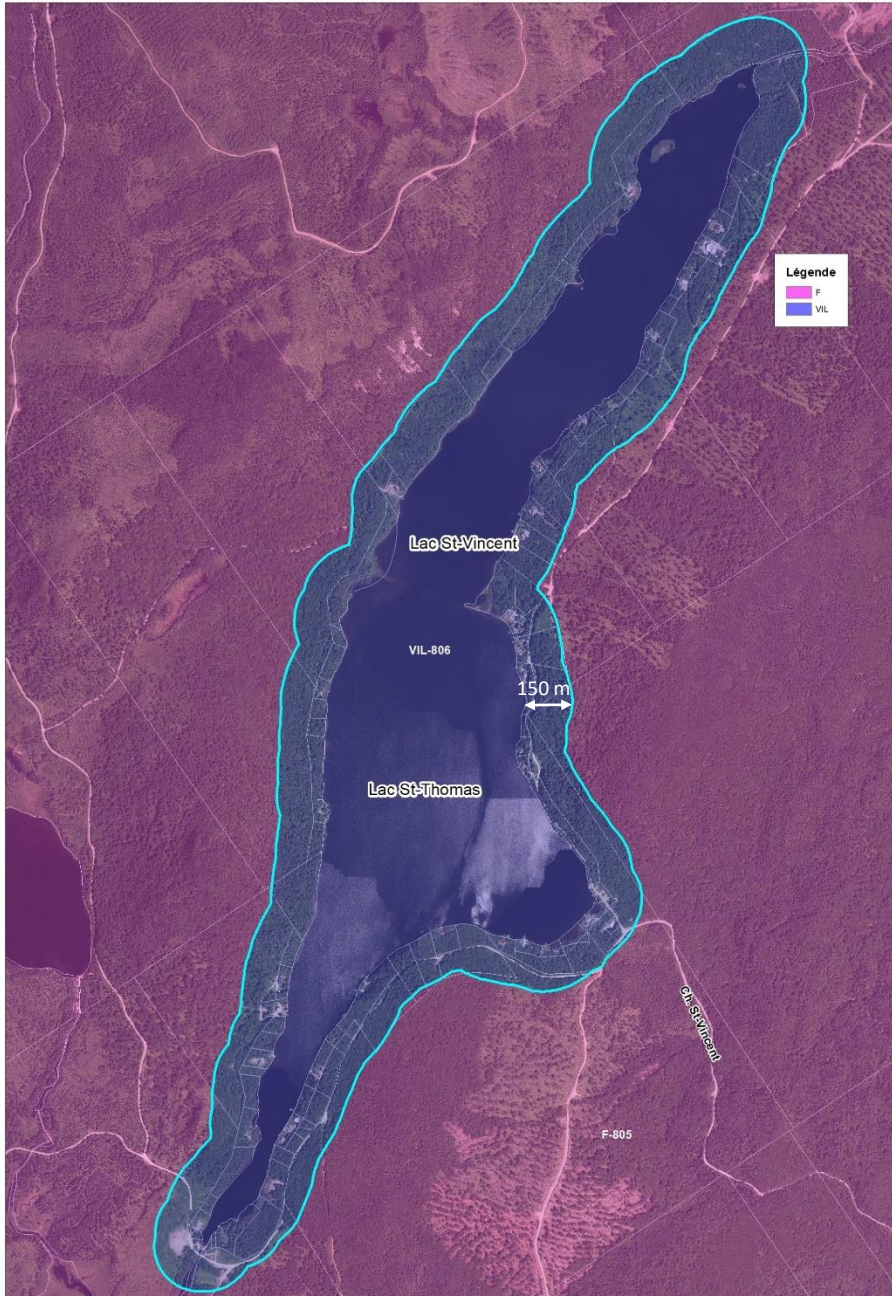 Légende
F
VIL
Lac St-Vincent
VIL-806
150 m
Lac St-Thomas
Ch. St-Vincent
F-805